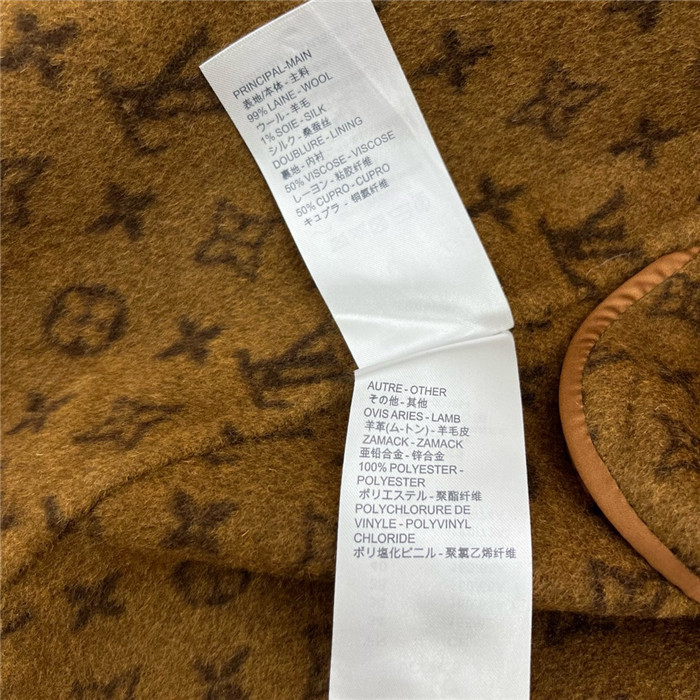 PRINCIPAL-MAIN
表地/本体-主料
99% LAINE - WOOL
ウール-羊毛
1% SOIE - SILK
シルク-桑蚕丝
DOUBLURE - LINING
裏地-内衬
50% VISCOSE - VISCOSE
レーヨン-粘胶纤维
50% CUPRO - CUPRO
キュプラ - 铜氨纤维
AUTRE - OTHER
その他-其他
OVIS ARIES - LAMB
羊革(ム-トン)-羊毛皮
ZAMACK - ZAMACK
亜鉛合金-锌合金
100% POLYESTER -
POLYESTER
ポリエステル-聚酯纤维
POLYCHLORURE DE
VINYLE - POLYVINYL
CHLORIDE
ポリ塩化ビニル-聚氯乙烯纤维